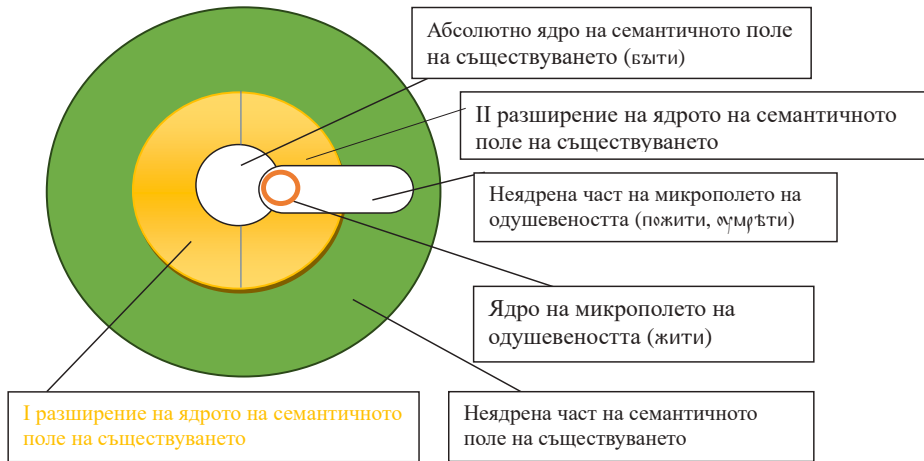 Абсолютно ядро на семантичното поле
на съществуването (бꙑти)
II разширение на ядрото на семантичното
поле на съществуването
Неядрена част на микрополето на
одушевеността (пожити, оумрѣти)
Ядро на микрополето на
одушевеността (жити)
I разширение на ядрото на семантичното
поле на съществуването
Неядрена част на семантичното
поле на съществуването